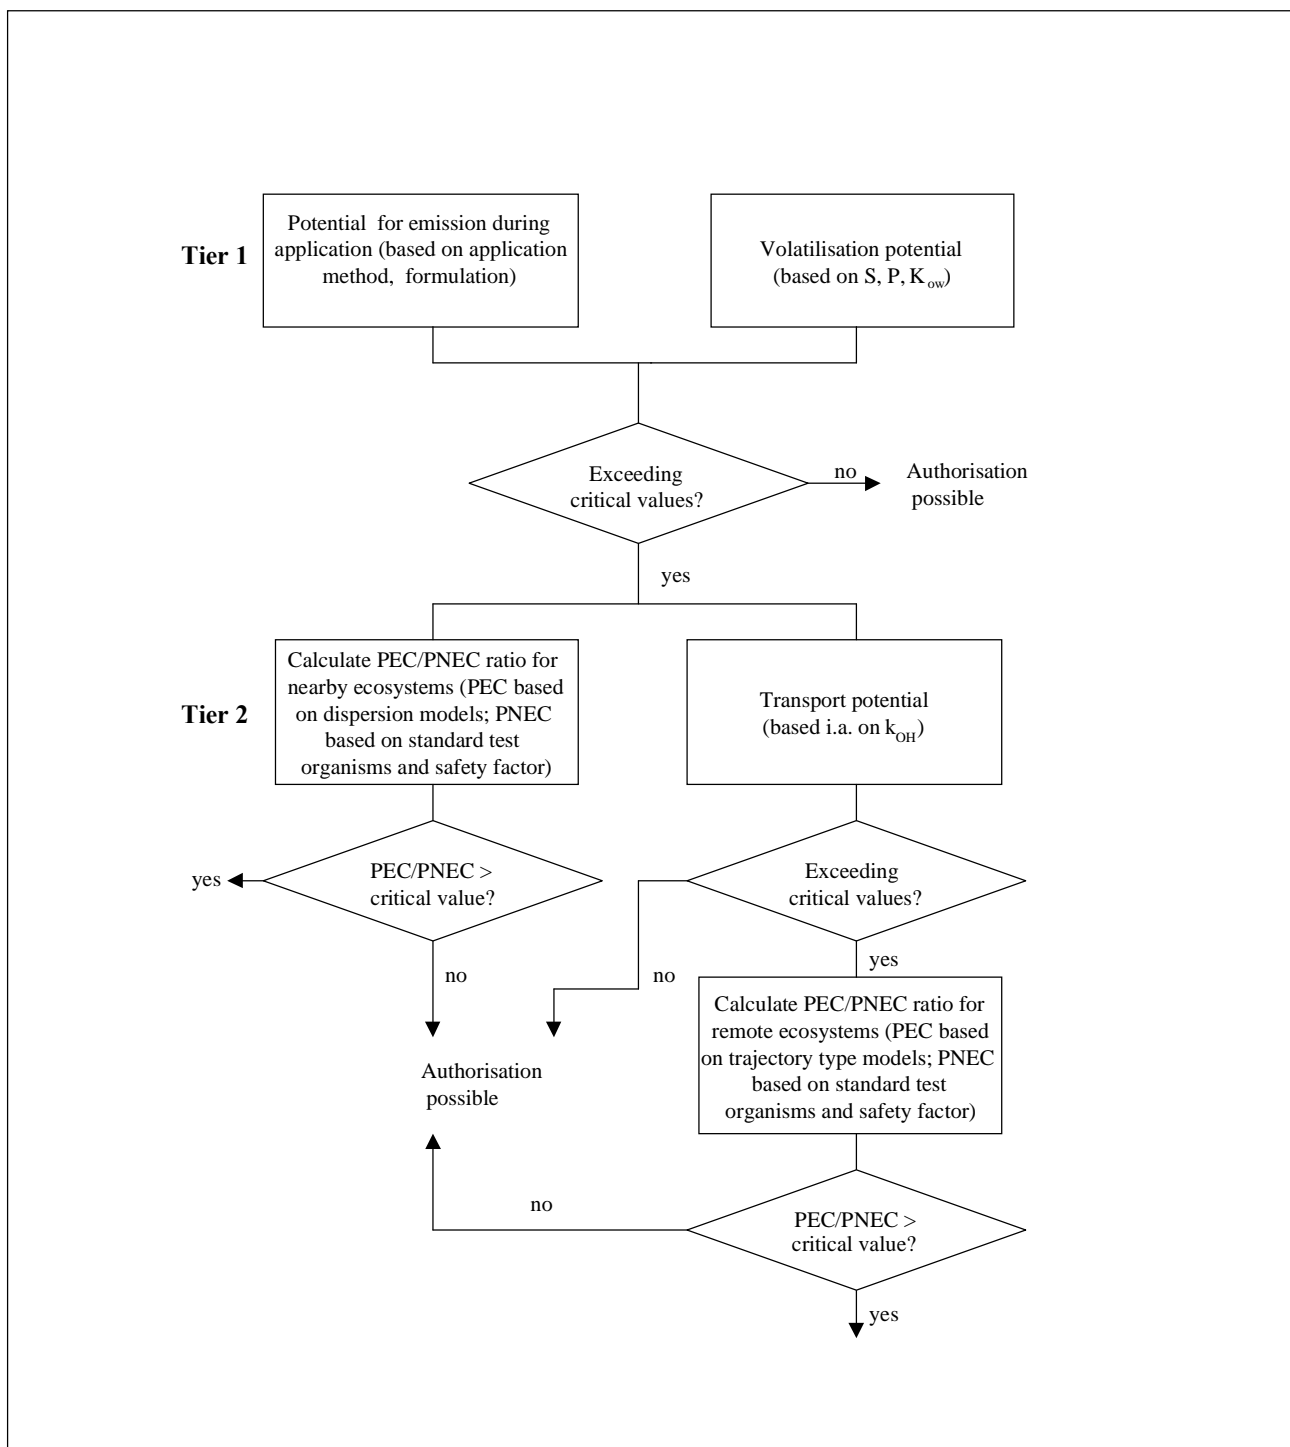 Tier 1
Potential for emission during
application (based on application
method, formulation)
Volatilisation potential
(based on S, P, Kow)
Exceeding
critical values?
no
Authorisation
possible
yes
Tier 2
Calculate PEC/PNEC ratio for
nearby ecosystems (PEC based
on dispersion models; PNEC
based on standard test
organisms and safety factor)
Transport potential
(based i.a. on kOH)
yes
PEC/PNEC >
critical value?
Exceeding
critical values?
no
no
yes
Calculate PEC/PNEC ratio for
remote ecosystems (PEC based
on trajectory type models; PNEC
based on standard test
organisms and safety factor)
Authorisation
possible
no
PEC/PNEC >
critical value?
yes